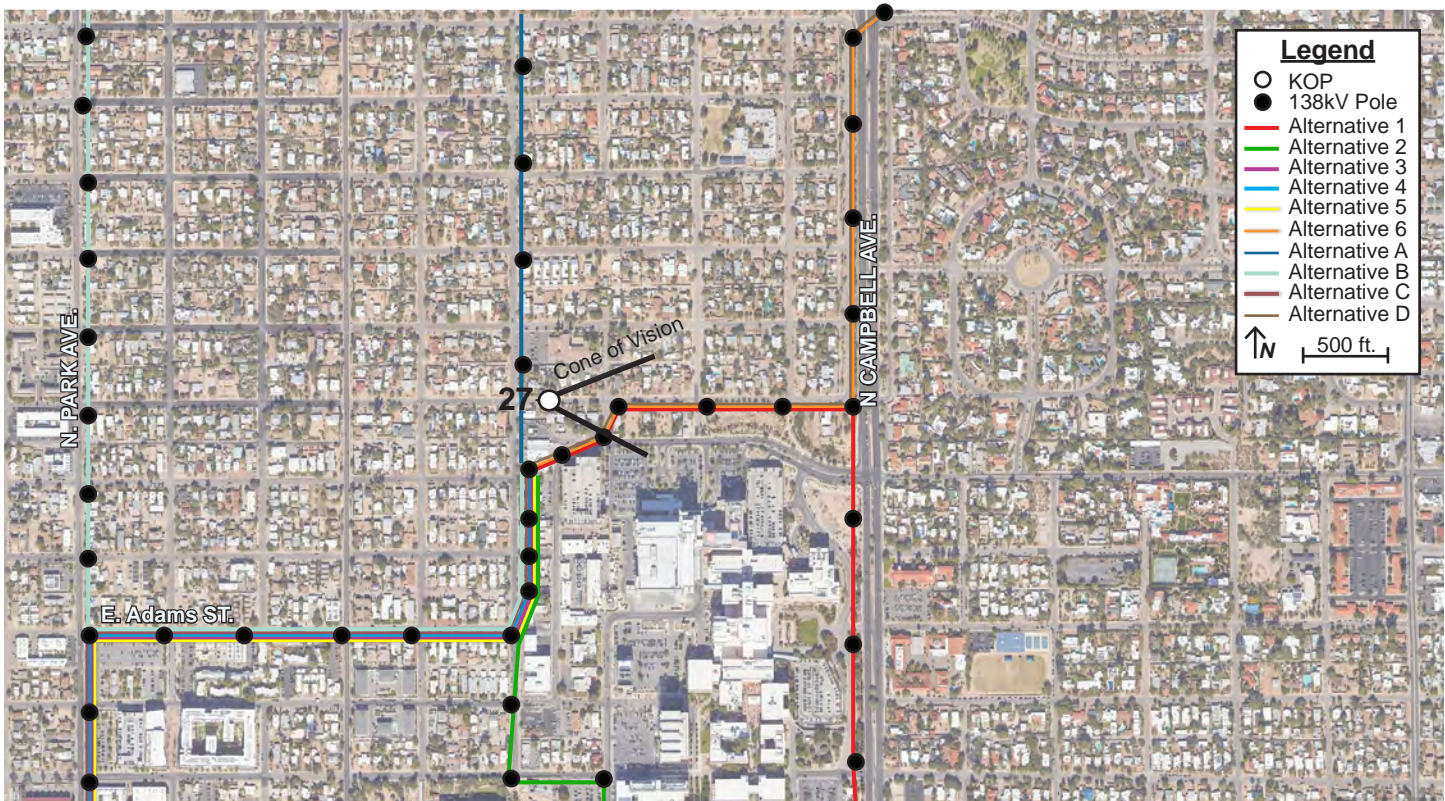 Legend
KOP
138kV Pole
Alternative 1
Alternative 2
Alternative 3
Alternative 4
Alternative 5
Alternative 6
Alternative A
Alternative B
Alternative C
Alternative D
N
500 ft.
N. PARK AVE.
N CAMPBELL AVE.
Cone of Vision
27
E. Adams ST.